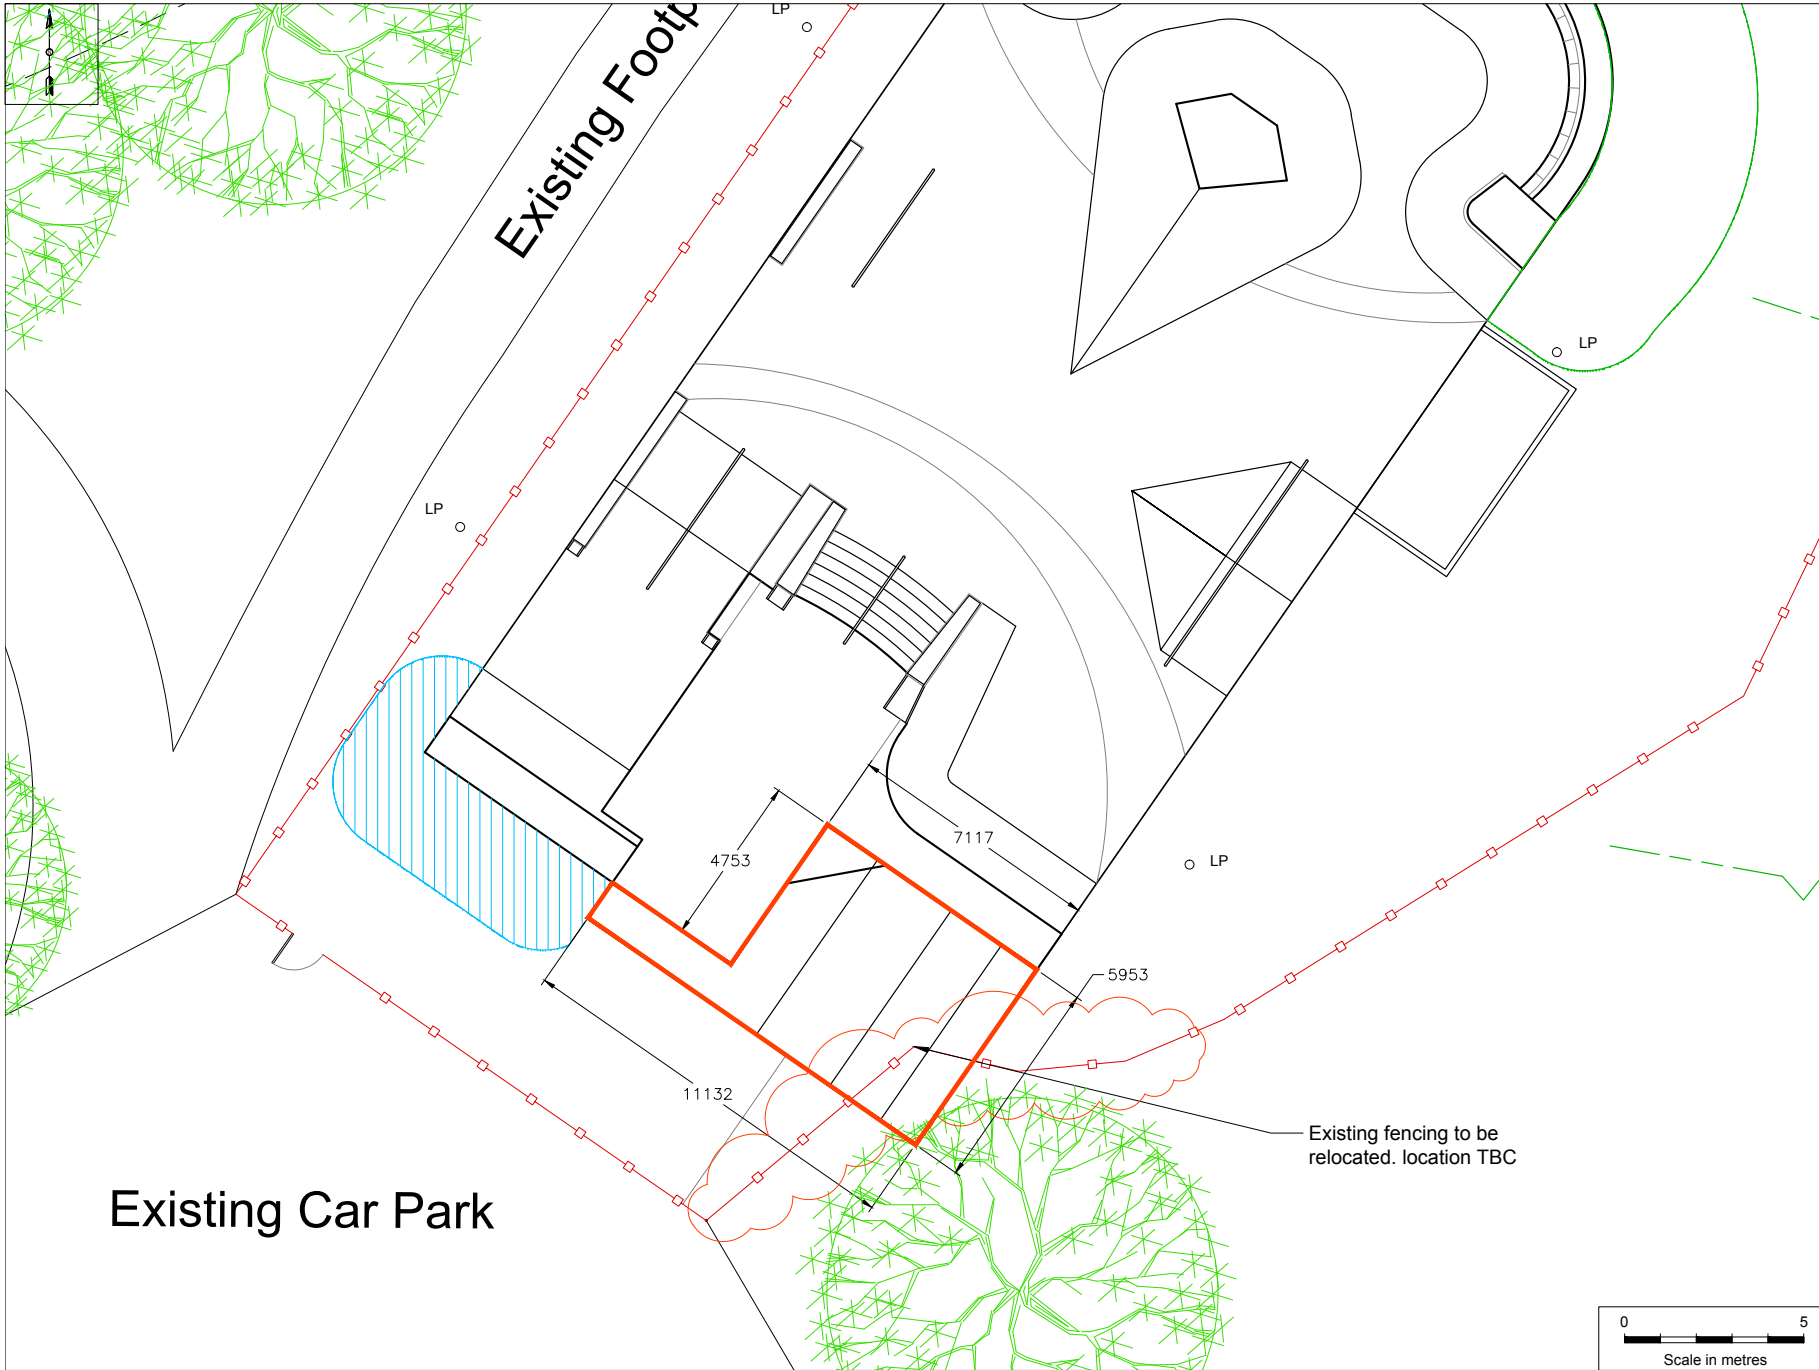 LP
Existing Footp
LP
LP
7117
4753
LP
5953
11132
Existing fencing to be
relocated. location TBC
Existing Car Park
0 5
Scale in metres